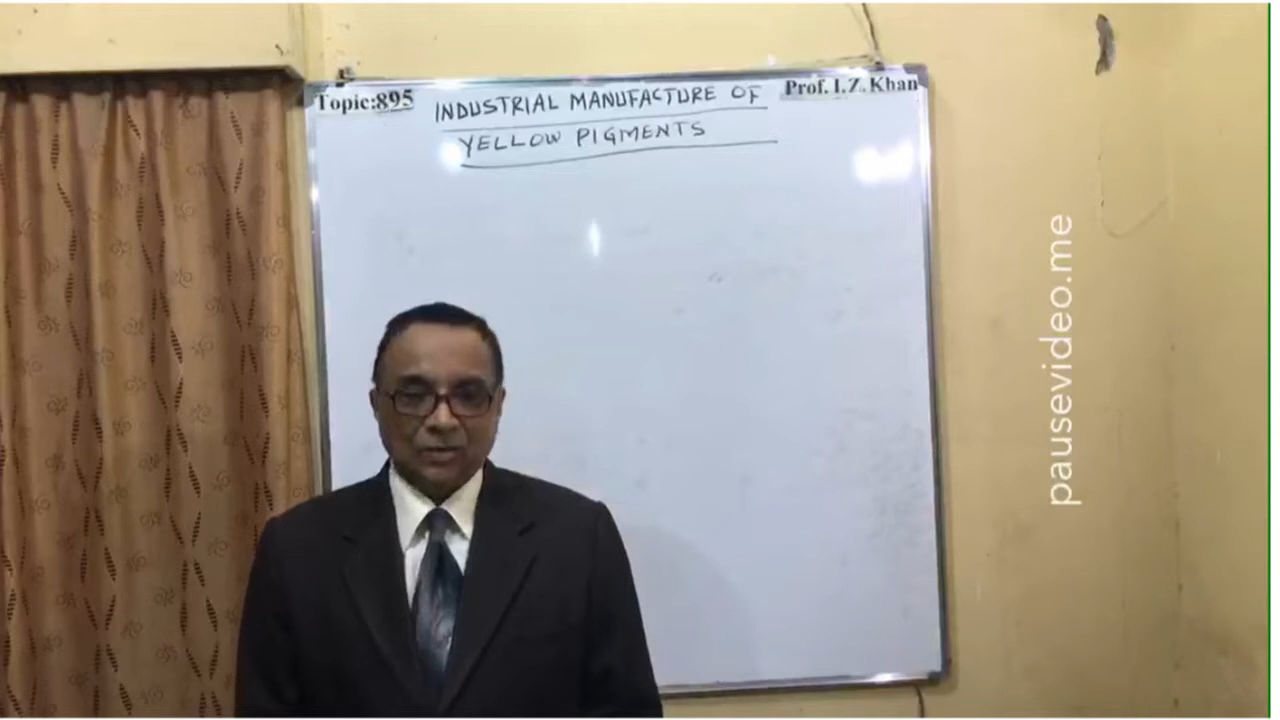 Topic:895
INDUSTRIAL MANUFACTURE OF
YELLOW PIGMENTS
Prof. I.Z. Khan
pausevideo.me